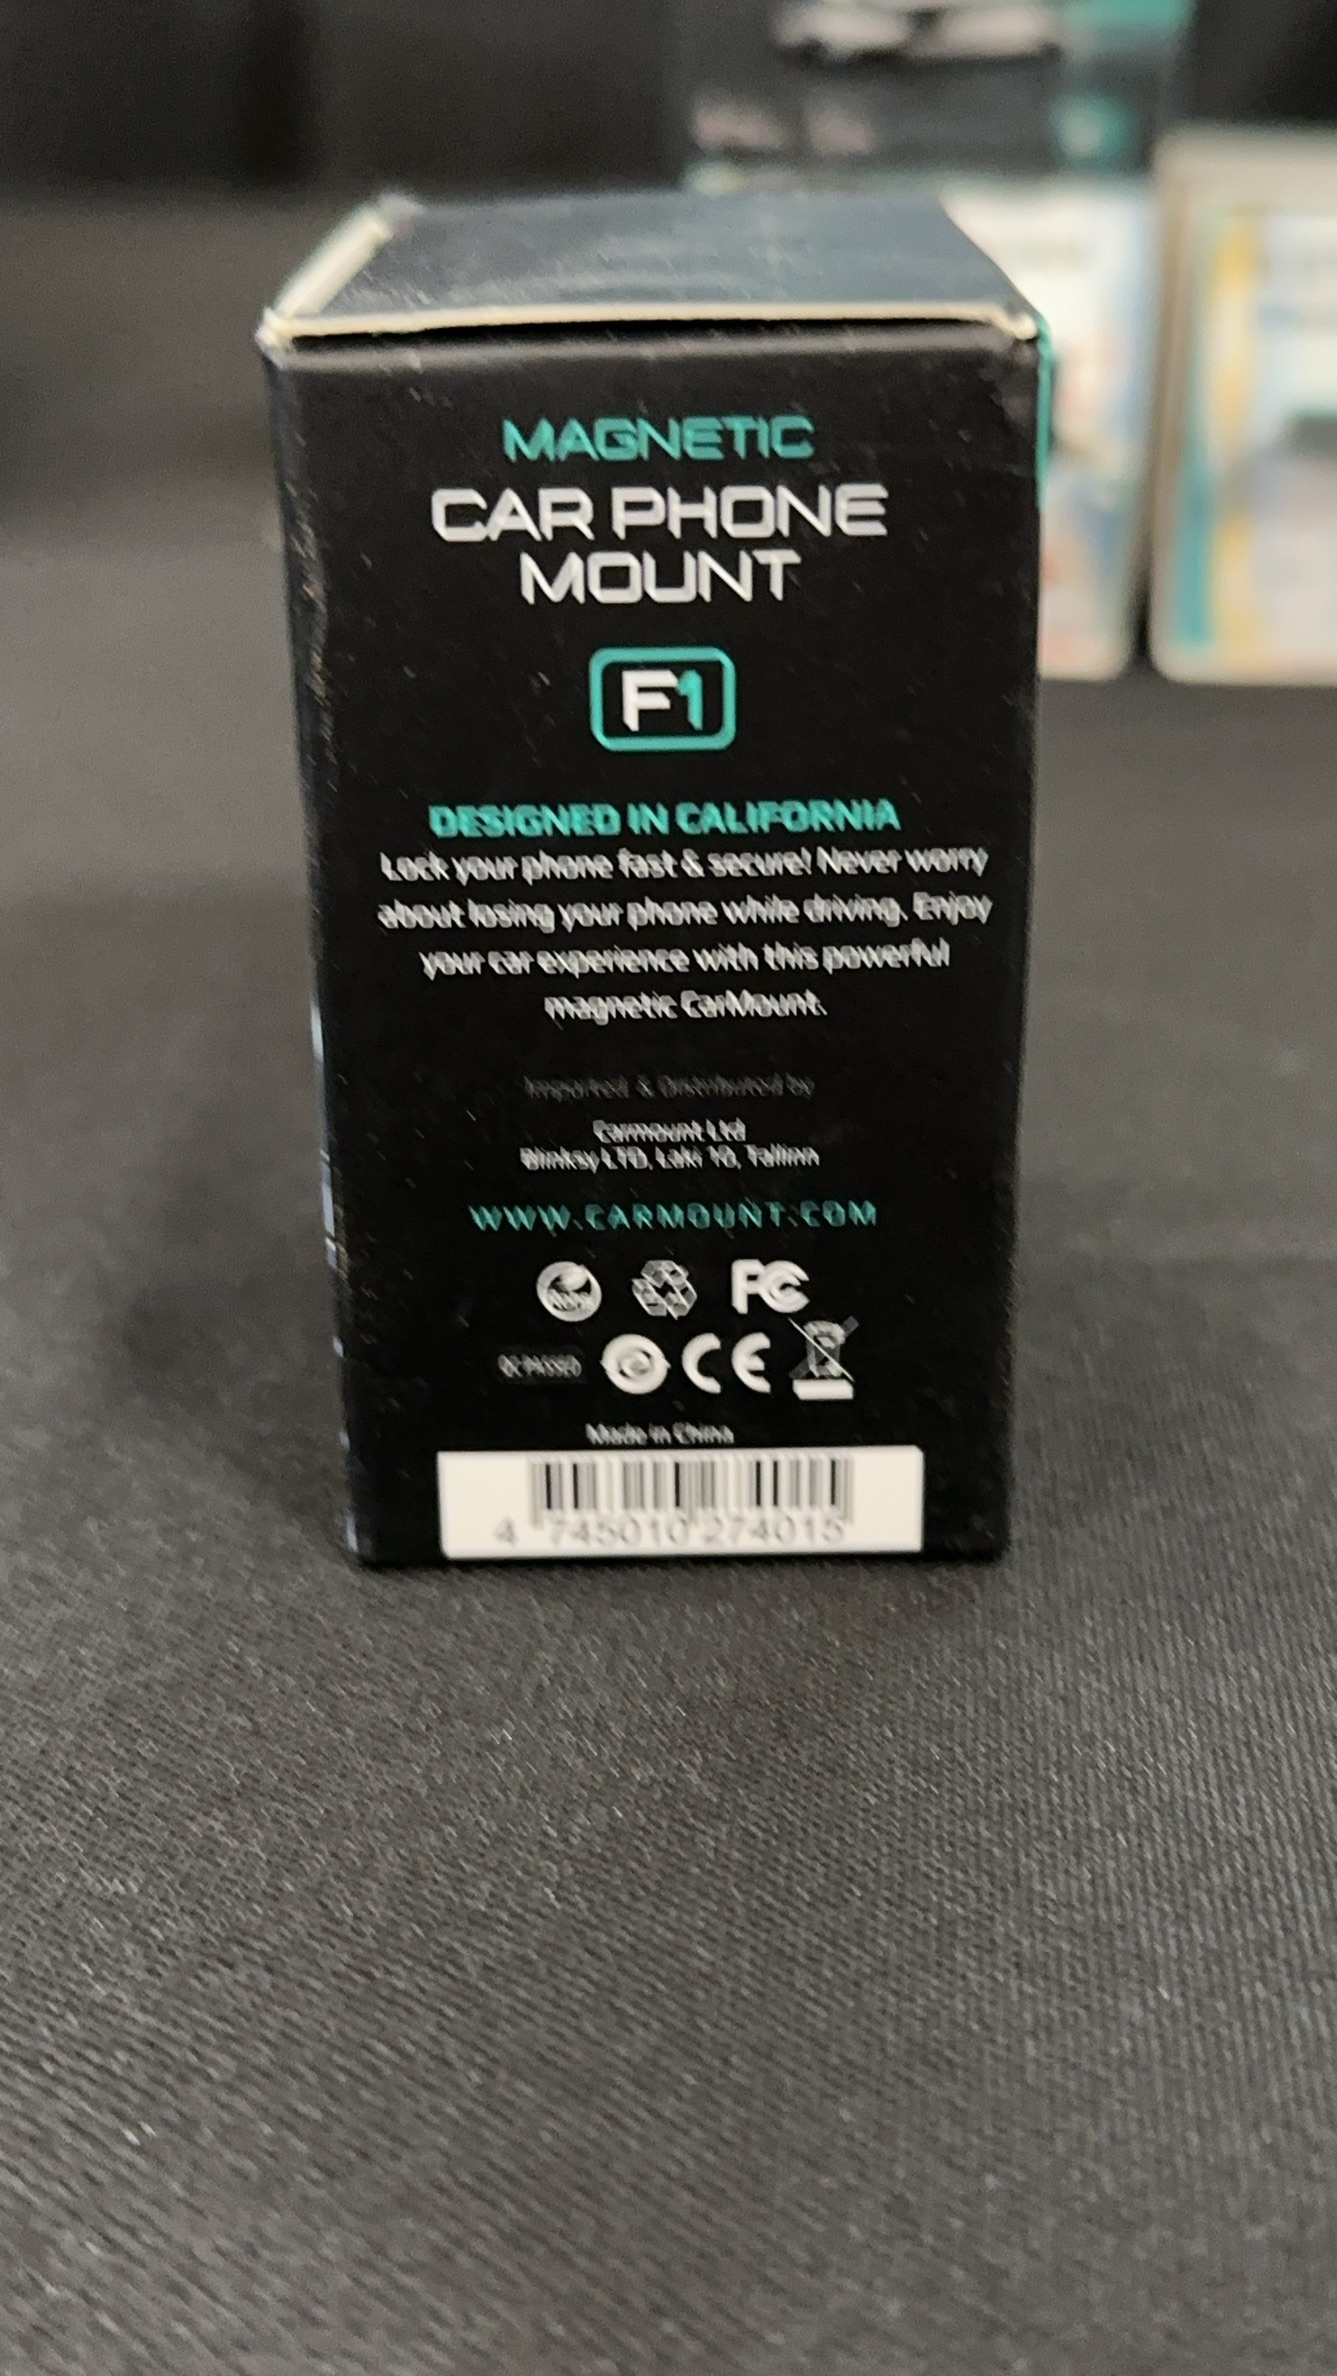 MAGNETIC
CAR PHONE
MOUNT
F1
DESIGNED IN CALIFORNIA
Lock your phone fast & secure! Never worry
about losing your phone while driving. Enjoy
your car experience with this powerful
magnetic CarMount.
Imported & Distributed by
Carmount Ltd
Blinksy LTD, Laki 10, Tallinn
WWW.CARMOUNT.COM
FC
QC PASSED
CE
Made in China
4 745010 274015